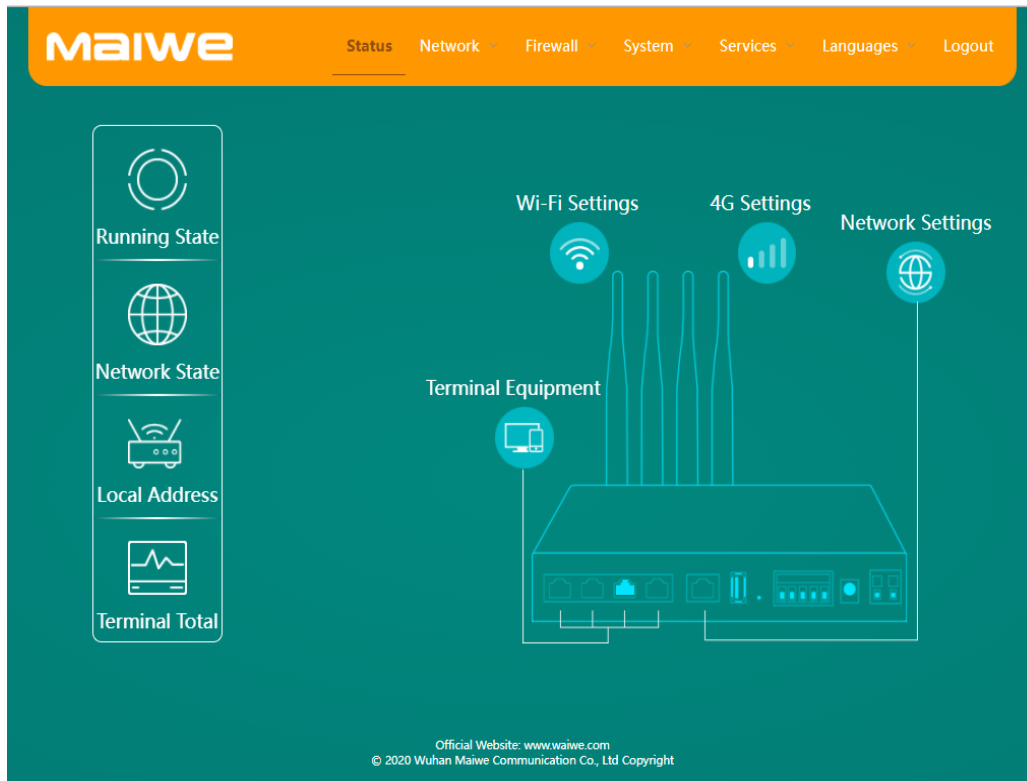 Maiwe
Status Network Firewall System Services Languages Logout
Running State
Network State
Local Address
Terminal Total
Wi-Fi Settings
4G Settings
Network Settings
Terminal Equipment
Official Website: www.waiwe.com
© 2020 Wuhan Maiwe Communication Co., Ltd Copyright